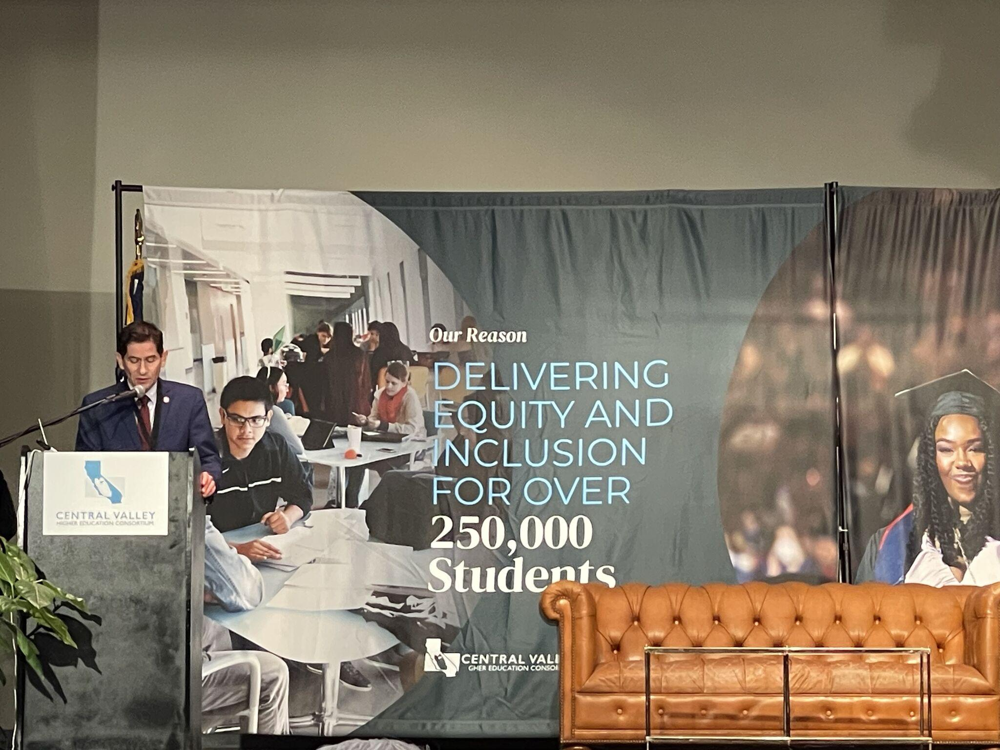 Our Reason
DELIVERING
EQUITY AND
INCLUSION
FOR OVER
250,000
Students
CENTRAL VALLEY
HIGHER EDUCATION CONSORTIUM
CENTRAL VALL
GHER EDUCATION CONSOR